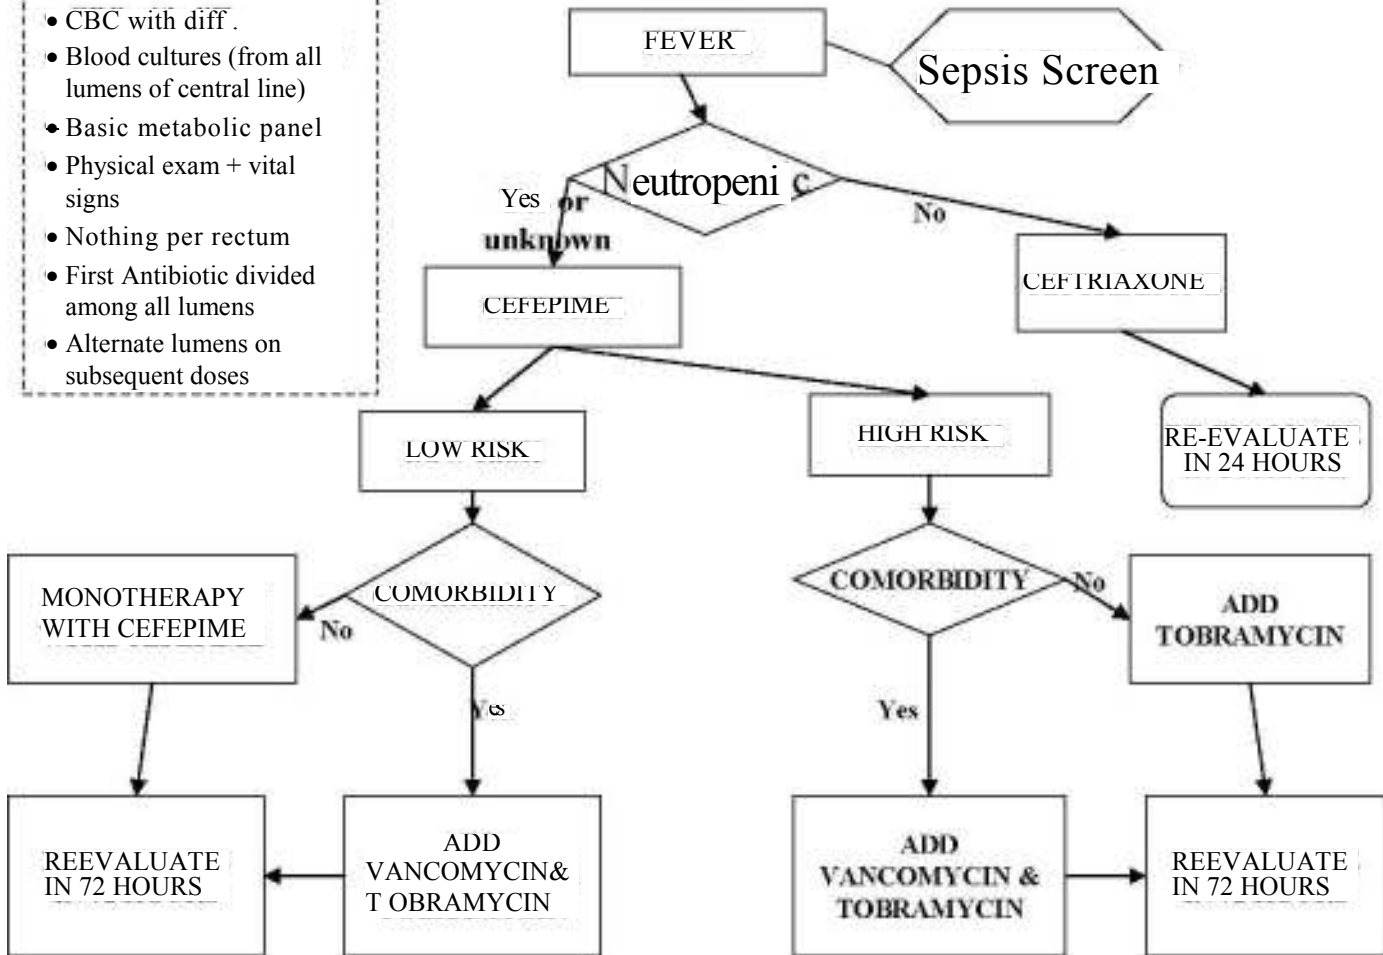 • CBC with diff .
• Blood cultures (from all
lumens of central line)
• Basic metabolic panel
• Physical exam + vital
signs
• Nothing per rectum
• First Antibiotic divided
among all lumens
• Alternate lumens on
subsequent doses
FEVER
Sepsis Screen
Neutropeni c
Yes or
unknown
No
CEFEPIME
CEFTRIAXONE
LOW RISK
HIGH RISK
RE-EVALUATE
IN 24 HOURS
COMORBIDITY
No
Yes
MONOTHERAPY
WITH CEFEPIME
COMORBIDITY
No
Yes
ADD
TOBRAMYCIN
REEVALUATE
IN 72 HOURS
ADD
VANCOMYCIN&
T OBRAMYCIN
ADD
VANCOMYCIN &
TOBRAMYCIN
REEVALUATE
IN 72 HOURS